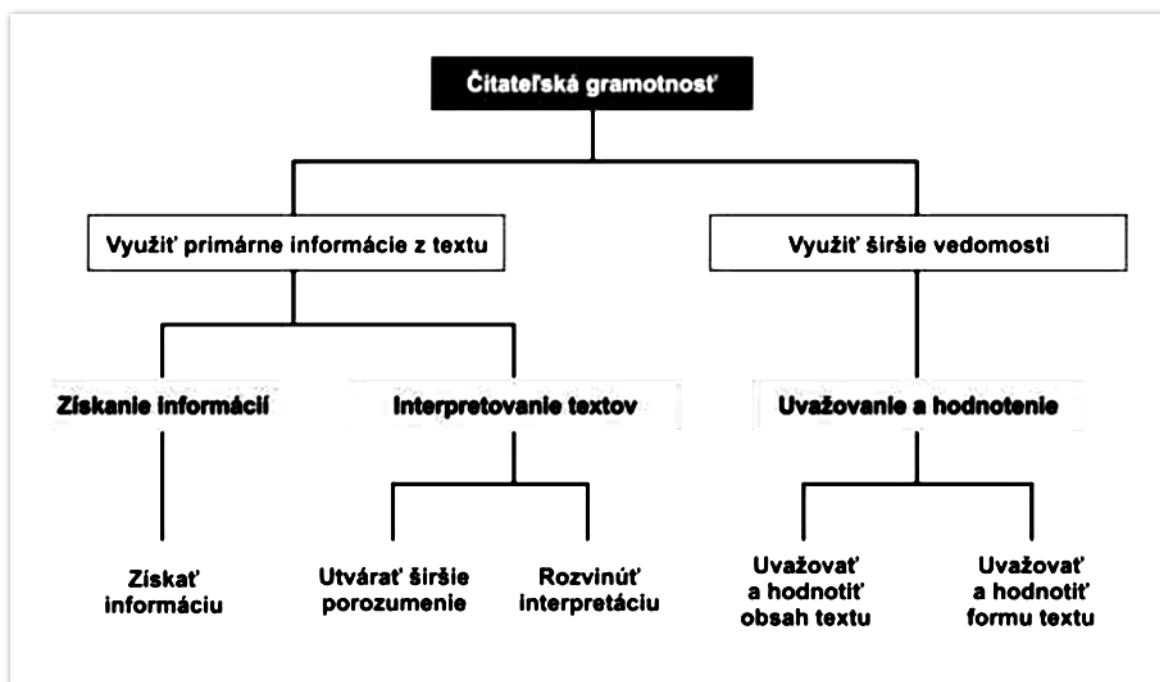 Čitateľská gramotnosť
Využiť primárne informácie z textu
Využiť širšie vedomosti
Získanie informácií
Interpretovanie textov
Uvažovanie a hodnotenie
Získať
informáciu
Utvárať širšie
porozumenie
Rozvinúť
interpretáciu
Uvažovať
a hodnotiť
obsah textu
Uvažovať
a hodnotiť
formu textu